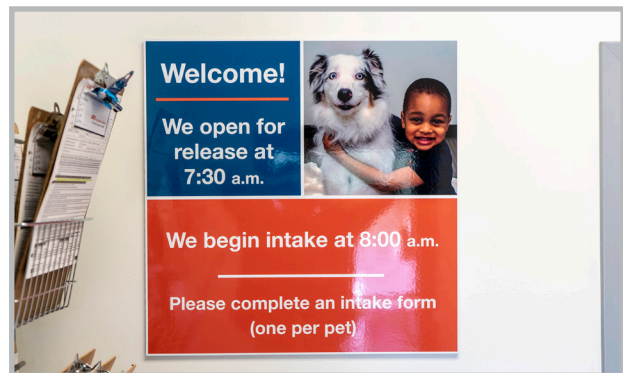 Welcome!
We open for
release at
7:30 a.m.
We begin intake at 8:00 a.m.
Please complete an intake form
(one per pet)